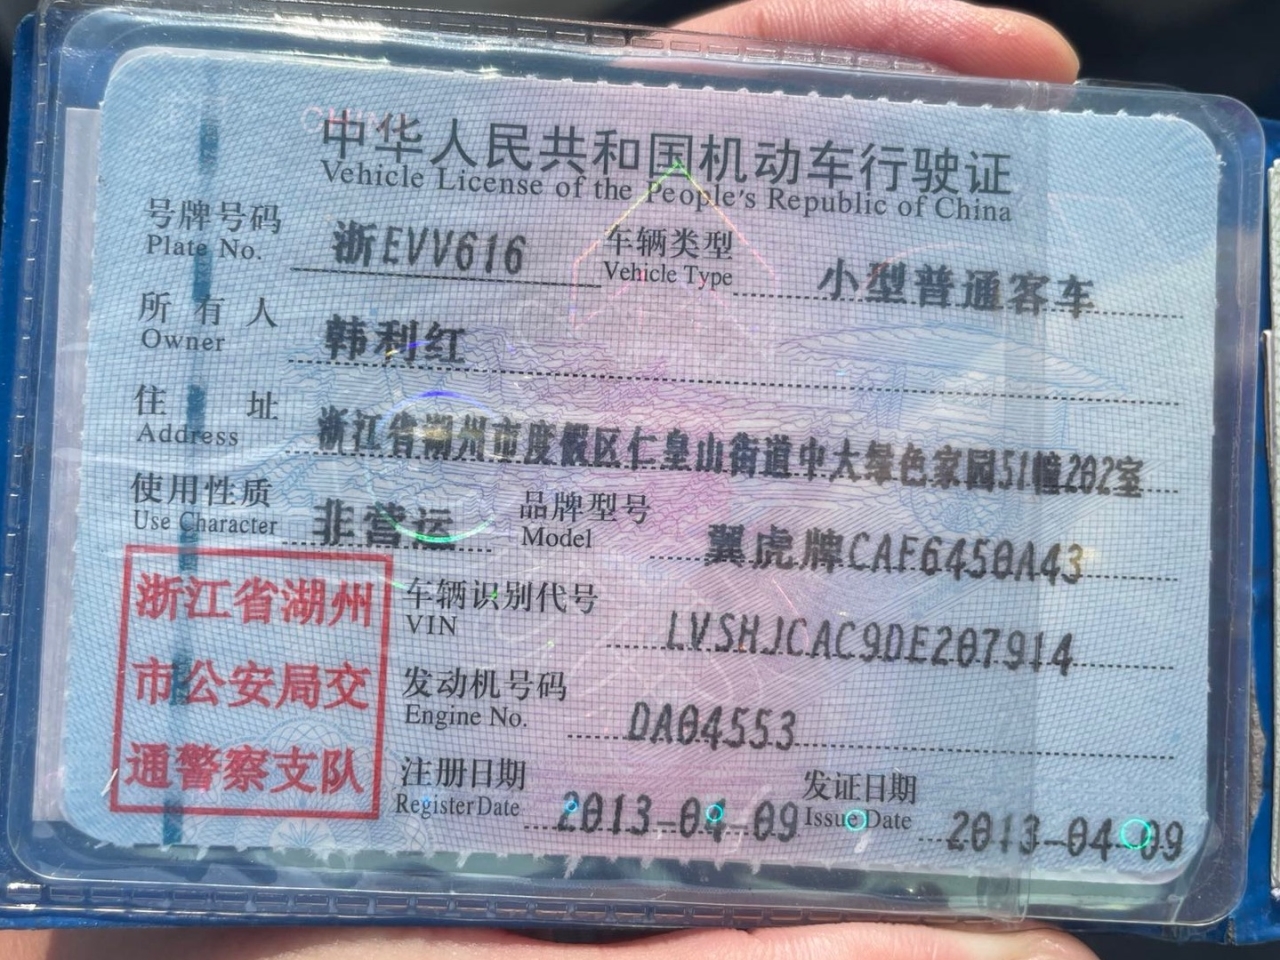 中华人民共和国机动车行驶证
Vehicle License of the People's Republic of China
号牌号码 浙EVV616 车辆类型 小型普通客车
Plate No. Vehicle Type
所有人 韩利红
Owner
住址 浙江省湖州市度假区仁皇山街道中大绿色家园51幢202室
Address
使用性质 非营运 品牌型号 翼虎牌CAF6450A43
Use Character Model
浙江省湖州
市公安局交
通警察支队
车辆识别代号 LVSHJCAC9DE207914
VIN
发动机号码 DA04553
Engine No.
注册日期 2013-04-09 发证日期 2013-04-09
Register Date Issue Date